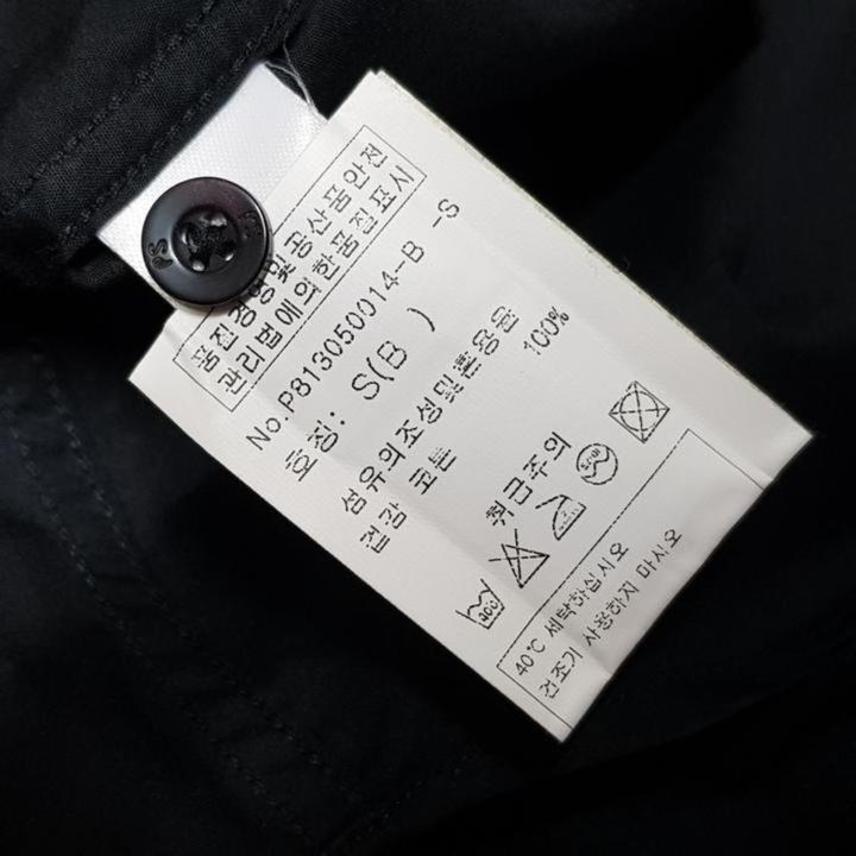 품질경영및공산품안전
관리법에의한품질표시
No.P813050014-B -S
호칭: S(B )
섬유의조성및혼용율
겉감 코튼 100%
취급주의
40℃ 세탁하십시오
건조기 사용하지 마시오